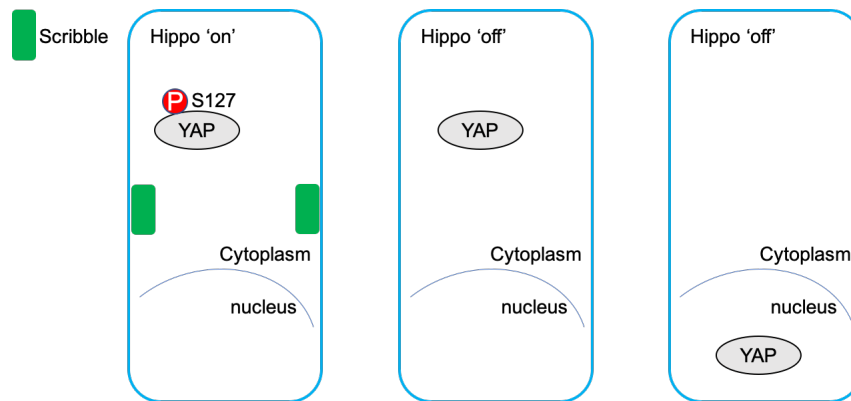 Scribble
Hippo ‘on’
P S127
YAP
Cytoplasm
nucleus
Hippo ‘off’
YAP
Cytoplasm
nucleus
Hippo ‘off’
Cytoplasm
nucleus
YAP